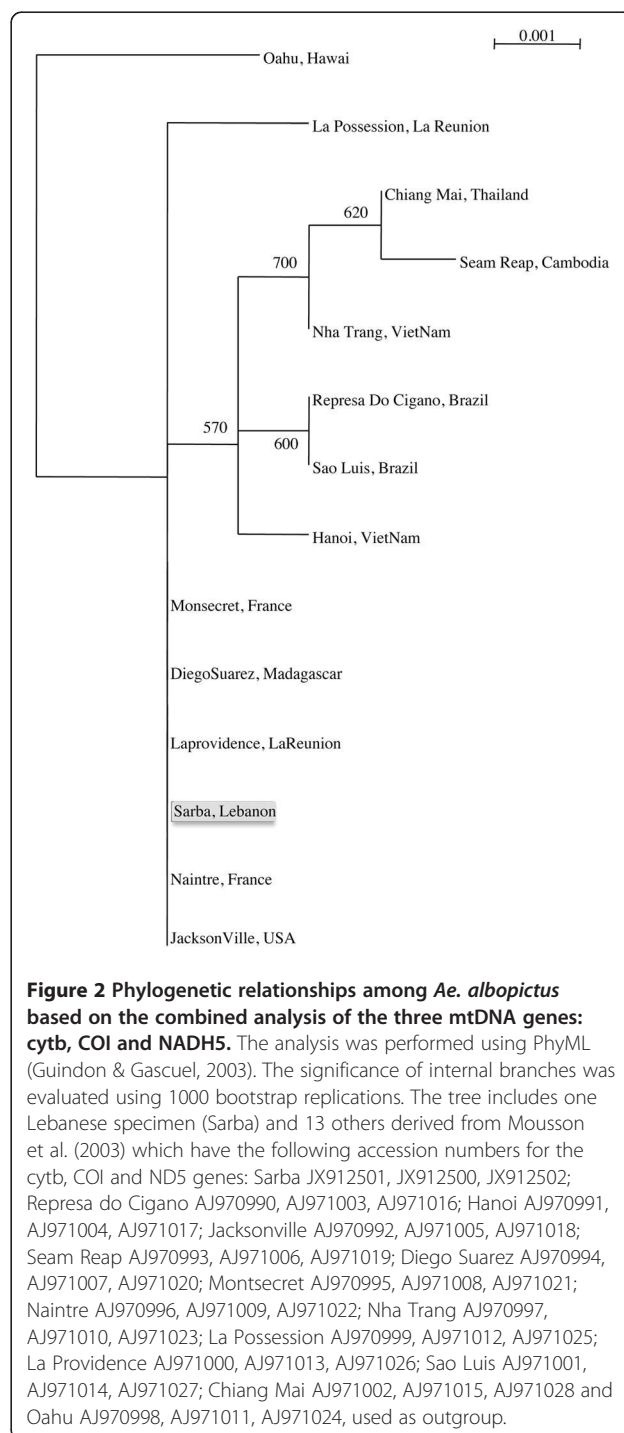 0.001
Oahu, Hawai
La Possession, La Reunion
Chiang Mai, Thailand
620
Seam Reap, Cambodia
700
Nha Trang, VietNam
Represa Do Cigano, Brazil
570
600
Sao Luis, Brazil
Hanoi, VietNam
Monsecret, France
DiegoSuarez, Madagascar
Laprovidence, LaReunion
Sarba, Lebanon
Naintre, France
JacksonVille, USA
Figure 2 Phylogenetic relationships among Ae. albopictus
based on the combined analysis of the three mtDNA genes:
cytb, COI and NADH5. The analysis was performed using PhyML
(Guindon & Gascuel, 2003). The significance of internal branches was
evaluated using 1000 bootstrap replications. The tree includes one
Lebanese specimen (Sarba) and 13 others derived from Mousson
et al. (2003) which have the following accession numbers for the
cytb, COI and ND5 genes: Sarba JX912501, JX912500, JX912502;
Represa do Cigano AJ970990, AJ971003, AJ971016; Hanoi AJ970991,
AJ971004, AJ971017; Jacksonville AJ970992, AJ971005, AJ971018;
Seam Reap AJ970993, AJ971006, AJ971019; Diego Suarez AJ970994,
AJ971007, AJ971020; Montsecret AJ970995, AJ971008, AJ971021;
Naintre AJ970996, AJ971009, AJ971022; Nha Trang AJ970997,
AJ971010, AJ971023; La Possession AJ970999, AJ971012, AJ971025;
La Providence AJ971000, AJ971013, AJ971026; Sao Luis AJ971001,
AJ971014, AJ971027; Chiang Mai AJ971002, AJ971015, AJ971028 and
Oahu AJ970998, AJ971011, AJ971024, used as outgroup.